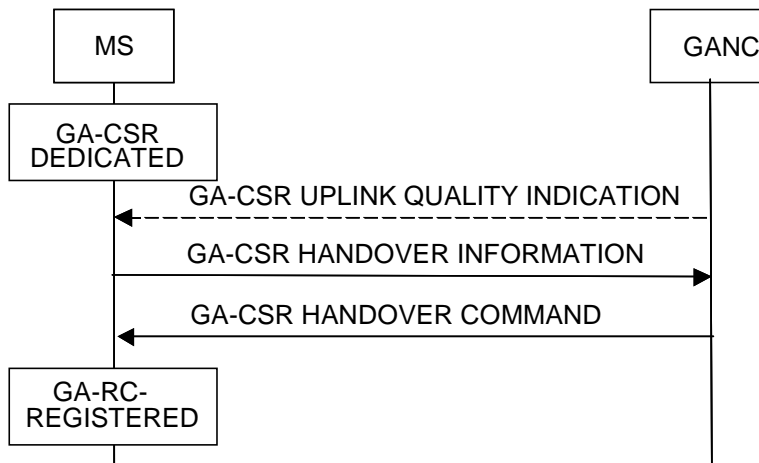 MS
GANC
GA-CSR
DEDICATED
GA-CSR UPLINK QUALITY INDICATION
GA-CSR HANDOVER INFORMATION
GA-CSR HANDOVER COMMAND
GA-RC-
REGISTERED